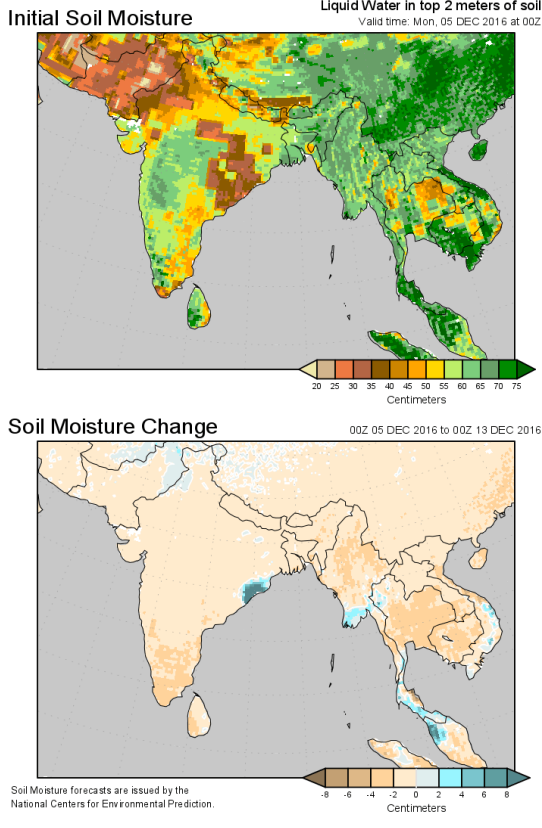 Initial Soil Moisture
Liquid Water in top 2 meters of soil
Valid time: Mon, 05 DEC 2016 at 00Z
20 25 30 35 40 45 50 55 60 65 70 75
Centimeters
Soil Moisture Change
00Z 05 DEC 2016 to 00Z 13 DEC 2016
Soil Moisture forecasts are issued by the
National Centers for Environmental Prediction.
-8 -6 -4 -2 0 2 4 6 8
Centimeters